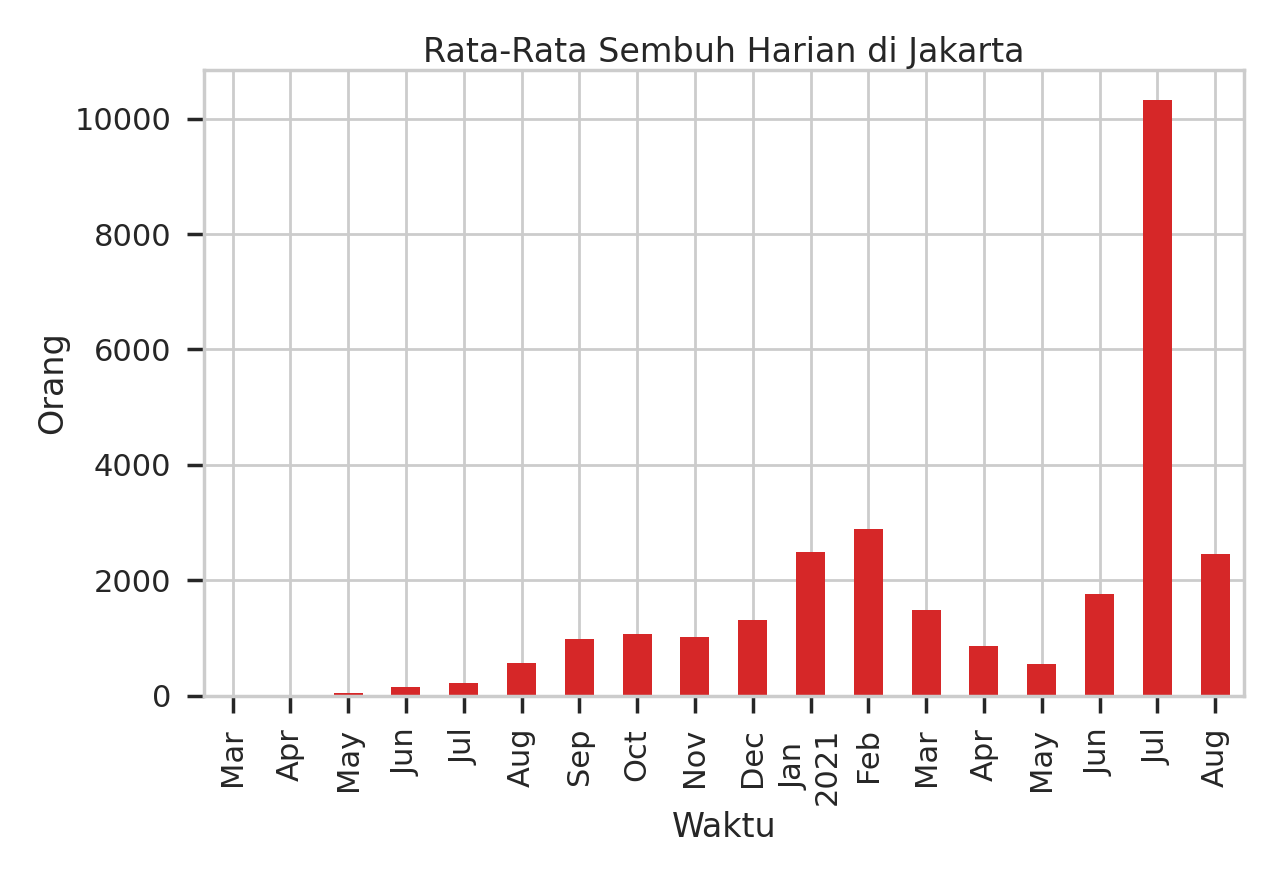 Rata-Rata Sembuh Harian di Jakarta
10000
8000
6000
4000
2000
0
Orang
Mar
Apr
May
Jun
Jul
Aug
Sep
Oct
Nov
Dec
Jan
2021
Feb
Mar
Apr
May
Jun
Jul
Aug
Waktu